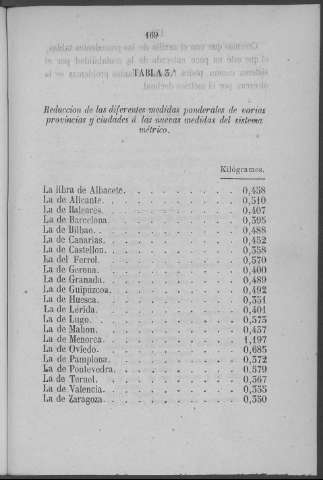 469
TABLA 3.ª
Reduccion de las diferentes medidas ponderales de varias
provincias y ciudades á las nuevas medidas del sistema
métrico.
Kilógramos.
La libra de Albacete. 0,458
La de Alicante. 0,510
La de Baleares. 0,407
La de Barcelona. 0,395
La de Bilbao. 0,488
La de Canarias. 0,452
La de Castellon. 0,358
La del Ferrol. 0,570
La de Gerona. 0,400
La de Granada. 0,489
La de Guipúzcoa. 0,492
La de Huesca. 0,351
La de Lérida. 0,401
La de Lugo. 0,573
La de Mahon. 0,437
La de Menorca. 1,197
La de Oviedo. 0,685
La de Pamplona. 0,372
La de Pontevedra. 0,579
La de Teruel. 0,367
La de Valencia. 0,355
La de Zaragoza. 0,350